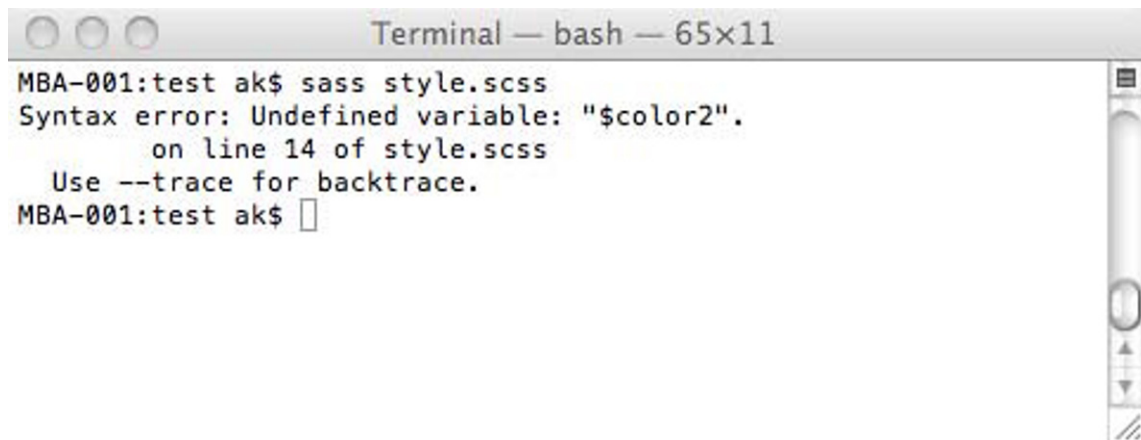 Terminal — bash — 65×11
MBA-001:test ak$ sass style.scss
Syntax error: Undefined variable: "$color2".
        on line 14 of style.scss
  Use --trace for backtrace.
MBA-001:test ak$